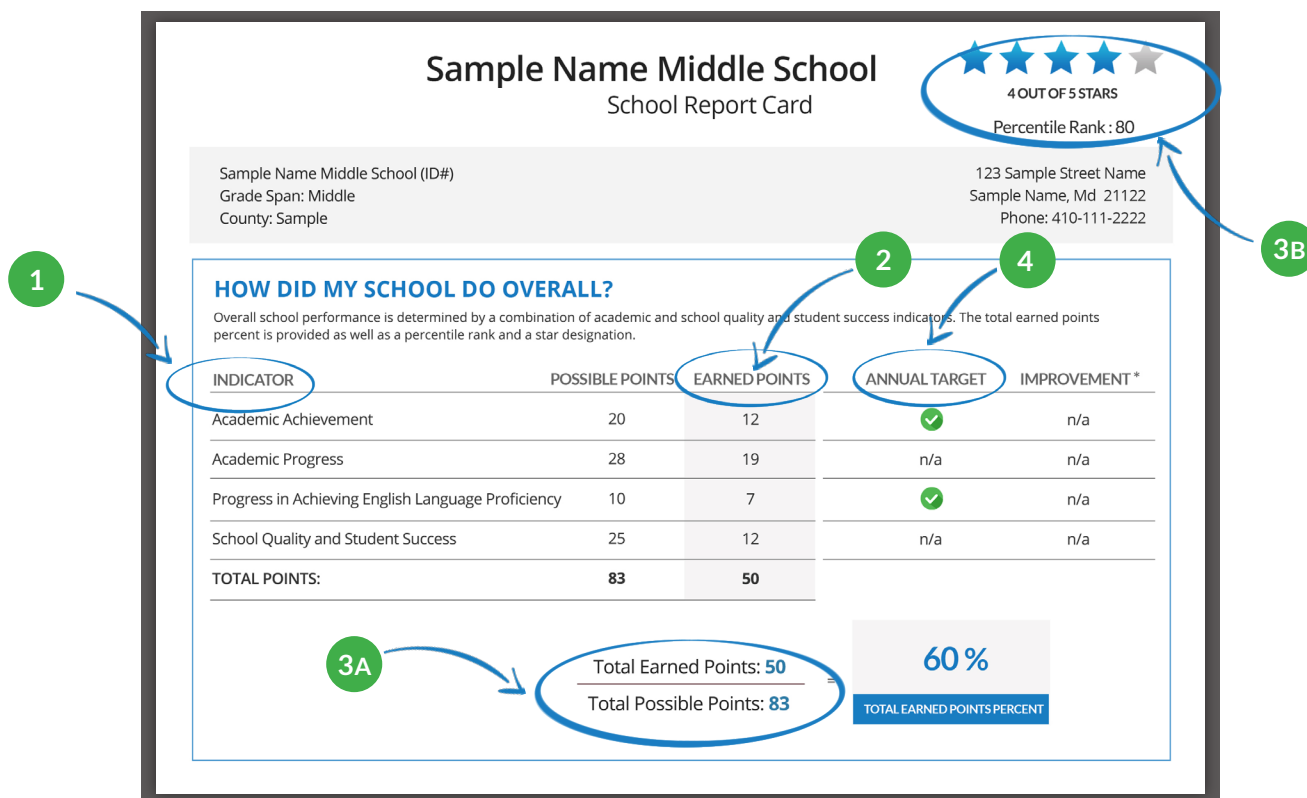 Sample Name Middle School
School Report Card
4 OUT OF 5 STARS
Percentile Rank : 80
3B
Sample Name Middle School (ID#)
Grade Span: Middle
County: Sample
123 Sample Street Name
Sample Name, Md 21122
Phone: 410-111-2222
1
2
4
HOW DID MY SCHOOL DO OVERALL?
Overall school performance is determined by a combination of academic and school quality and student success indicators. The total earned points
percent is provided as well as a percentile rank and a star designation.
INDICATOR POSSIBLE POINTS EARNED POINTS ANNUAL TARGET IMPROVEMENT *
Academic Achievement 20 12 n/a
Academic Progress 28 19 n/a n/a
Progress in Achieving English Language Proficiency 10 7 n/a
School Quality and Student Success 25 12 n/a n/a
TOTAL POINTS: 83 50
3A
Total Earned Points: 50
Total Possible Points: 83
=
60 %
TOTAL EARNED POINTS PERCENT